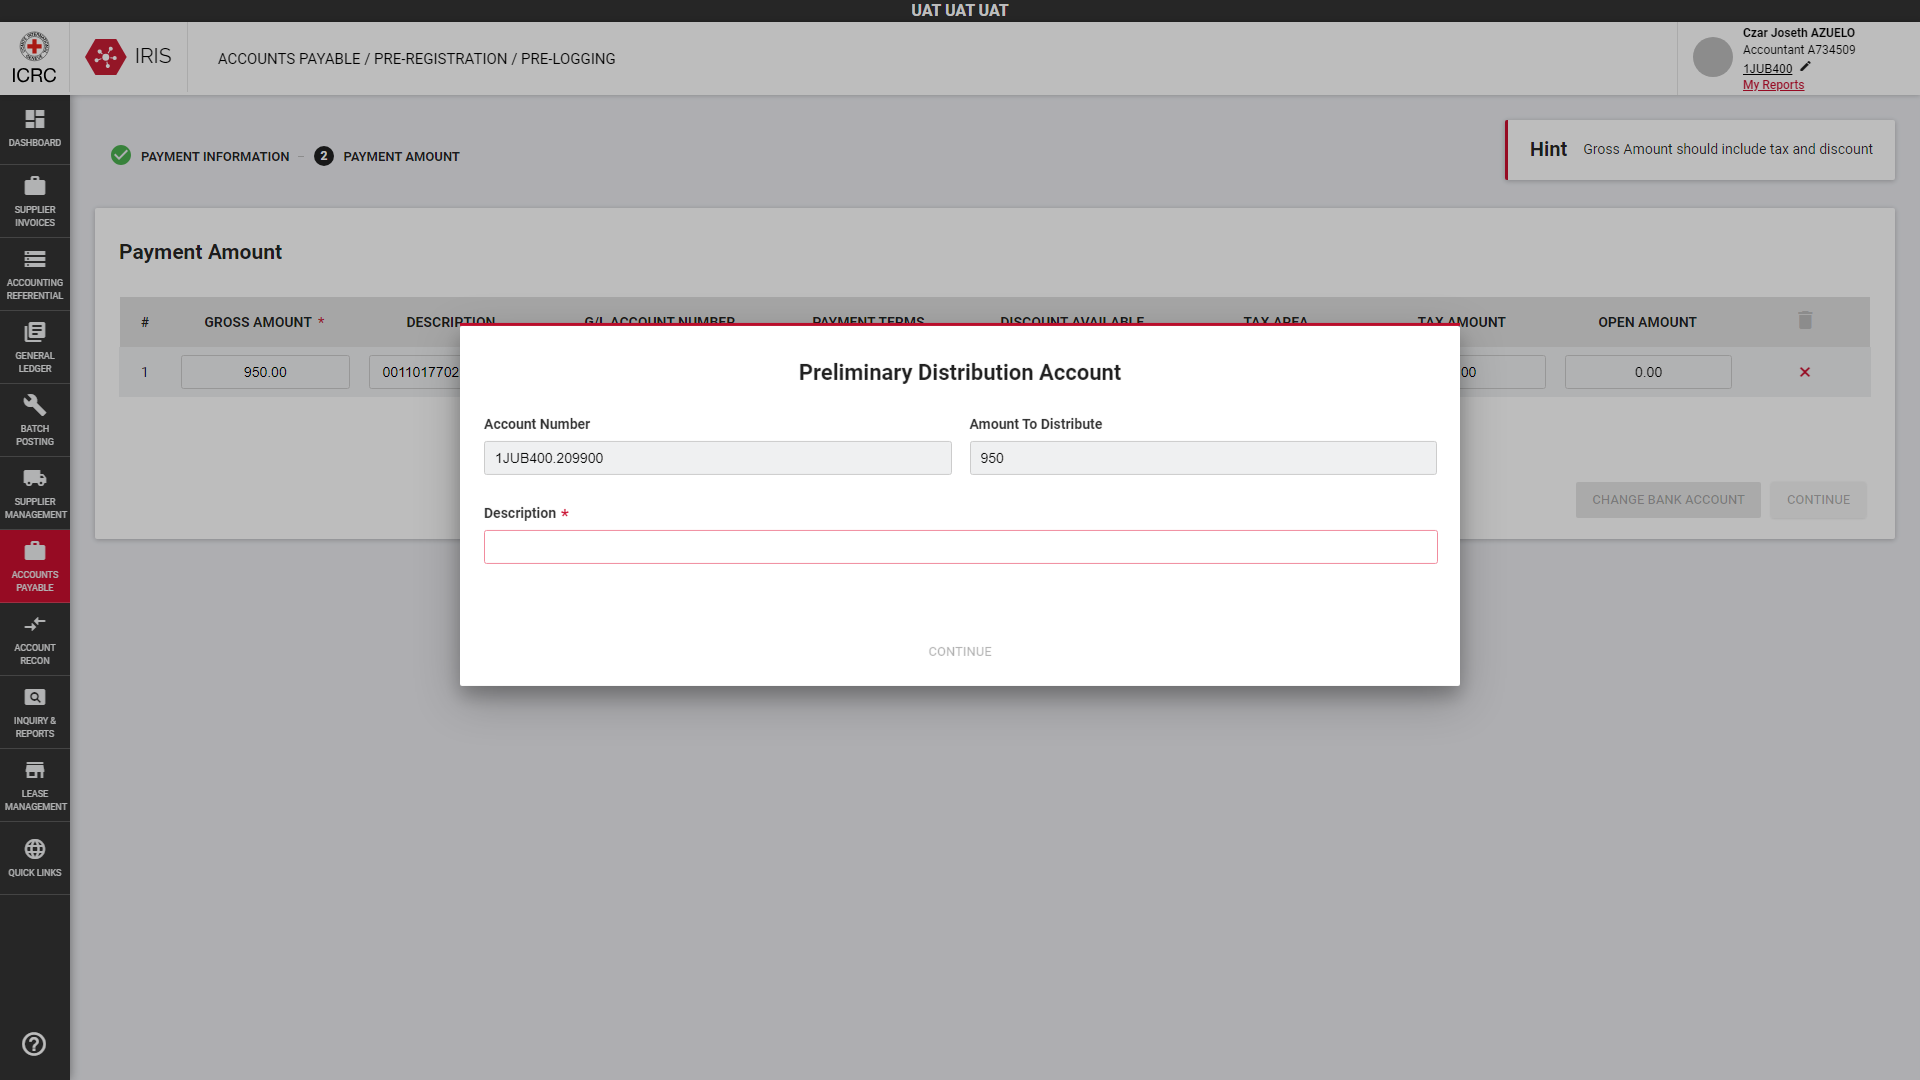 UAT UAT UAT
ICRC
IRIS
ACCOUNTS PAYABLE / PRE-REGISTRATION / PRE-LOGGING
Czar Joseth AZUELO
Accountant A734509
1JUB400
My Reports
DASHBOARD
SUPPLIER
INVOICES
ACCOUNTING
REFERENTIAL
GENERAL
LEDGER
BATCH
POSTING
SUPPLIER
MANAGEMENT
ACCOUNTS
PAYABLE
ACCOUNT
RECON
INQUIRY &
REPORTS
LEASE
MANAGEMENT
QUICK LINKS
PAYMENT INFORMATION
2 PAYMENT AMOUNT
Hint Gross Amount should include tax and discount
Payment Amount
# GROSS AMOUNT * DESCRIPTION G/L ACCOUNT NUMBER PAYMENT TERMS DISCOUNT AVAILABLE TAX AREA TAX AMOUNT OPEN AMOUNT
1 950.00 0011017702 00 0.00
CHANGE BANK ACCOUNT CONTINUE
Preliminary Distribution Account
Account Number Amount To Distribute
1JUB400.209900 950
Description *
CONTINUE